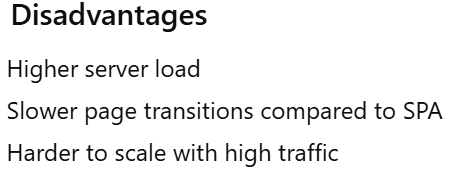 Disadvantages
Higher server load
Slower page transitions compared to SPA
Harder to scale with high traffic